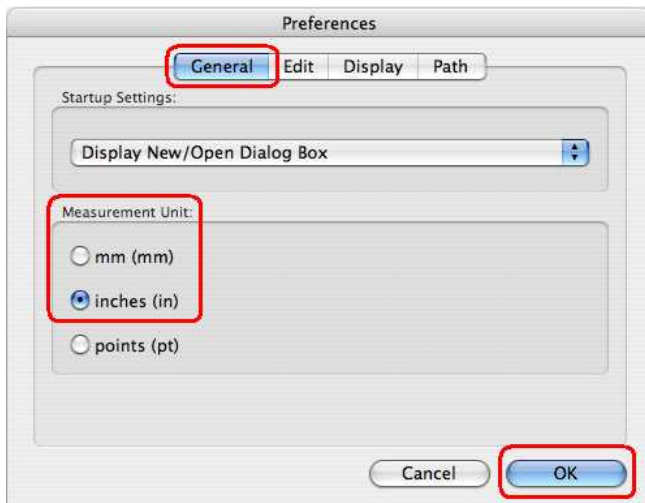 Preferences
General Edit Display Path
Startup Settings:
Display New/Open Dialog Box
Measurement Unit:
mm (mm)
inches (in)
points (pt)
Cancel OK